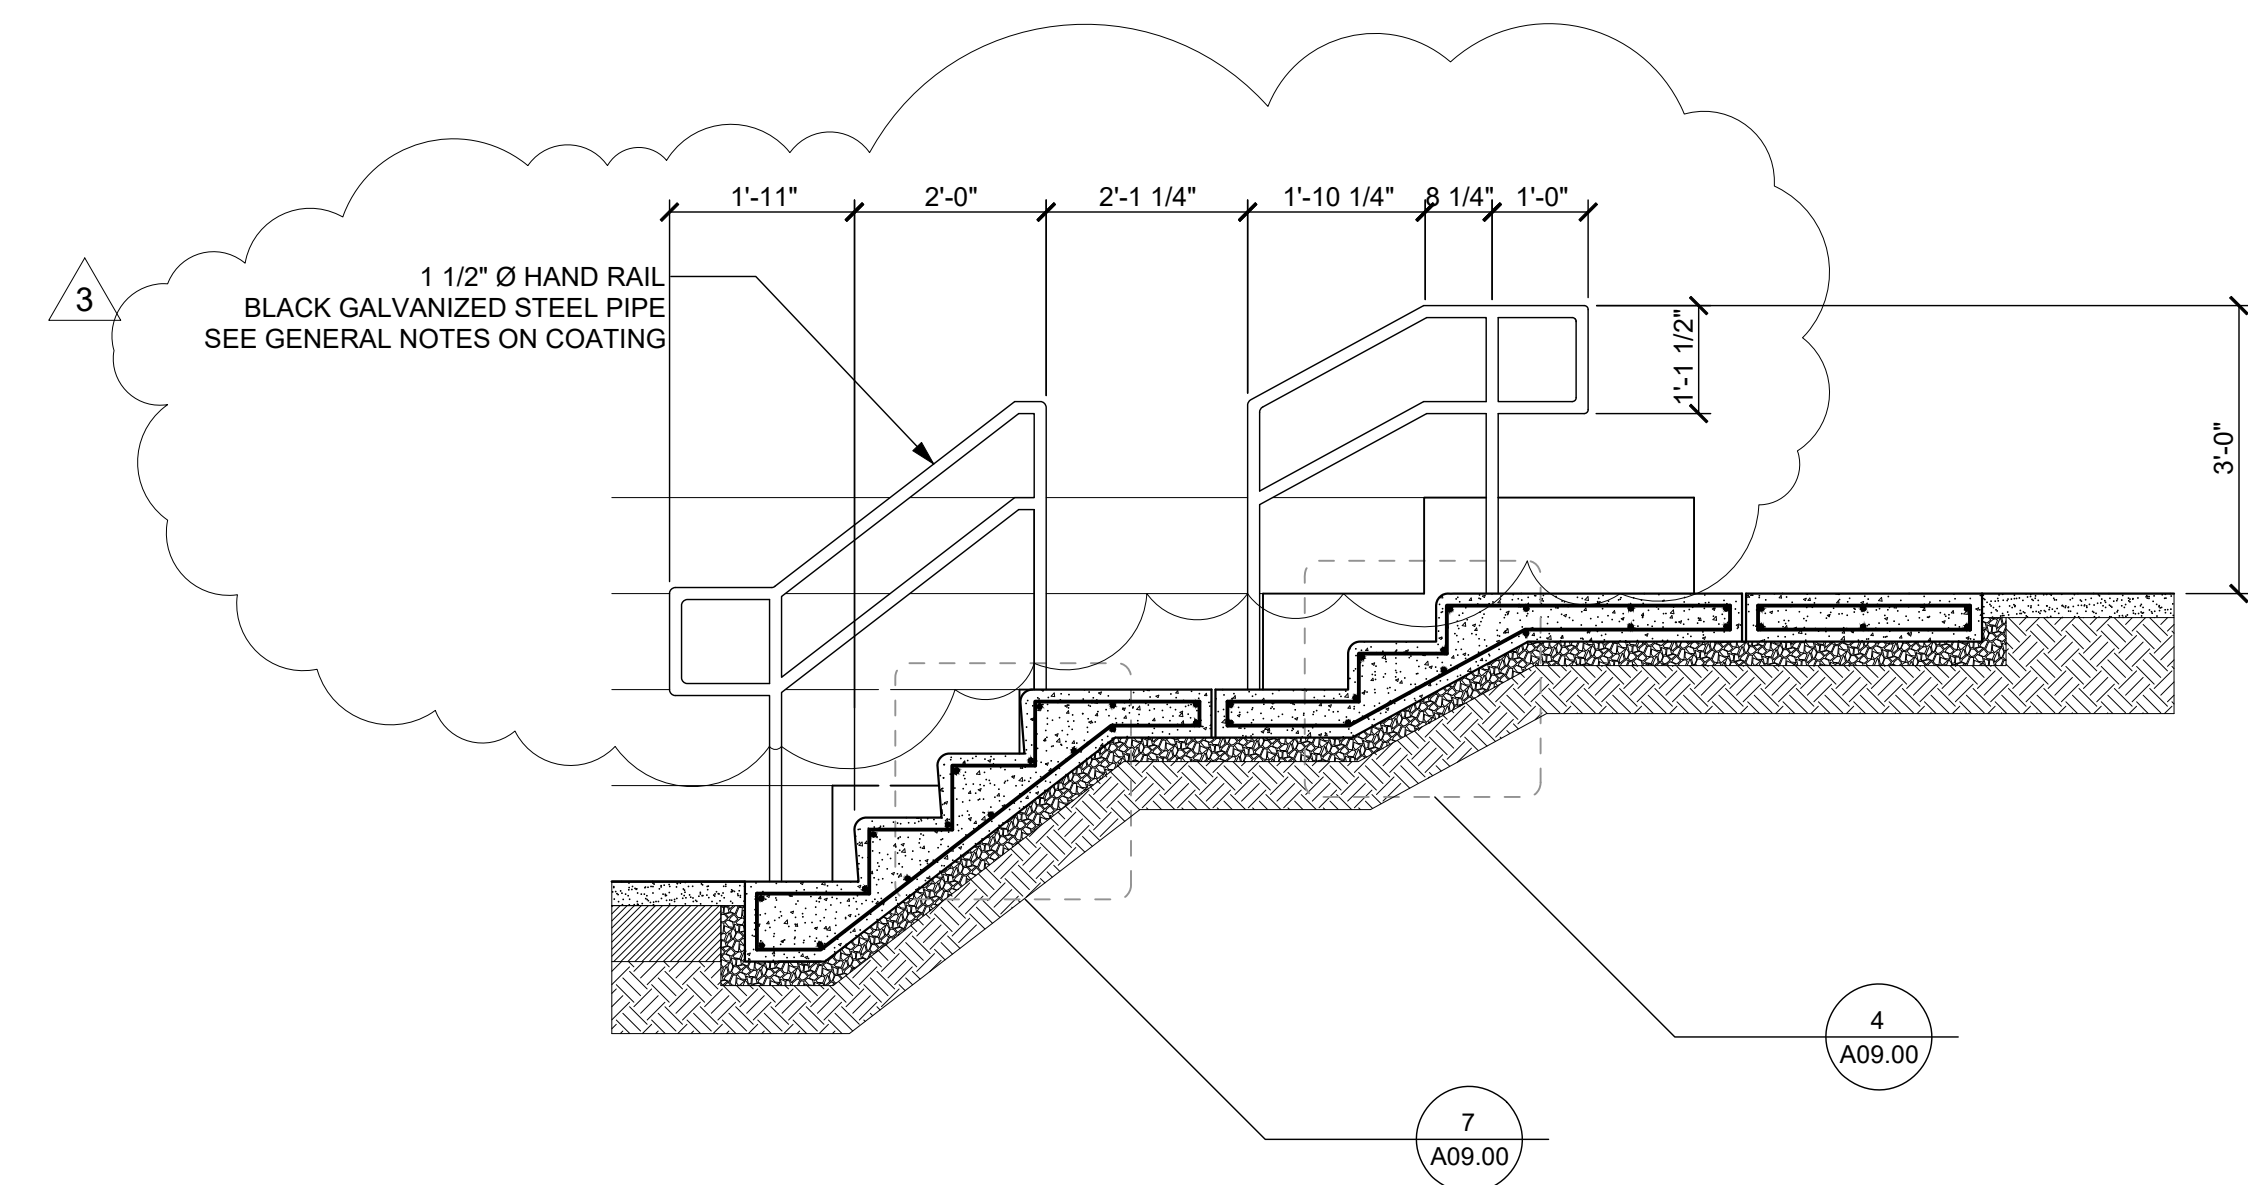 1'-11"
2'-0"
2'-1 1/4"
1'-10 1/4"
8 1/4"
1'-0"
3
1 1/2" Ø HAND RAIL
BLACK GALVANIZED STEEL PIPE
SEE GENERAL NOTES ON COATING
1'-1 1/2"
3'-0"
4
A09.00
7
A09.00